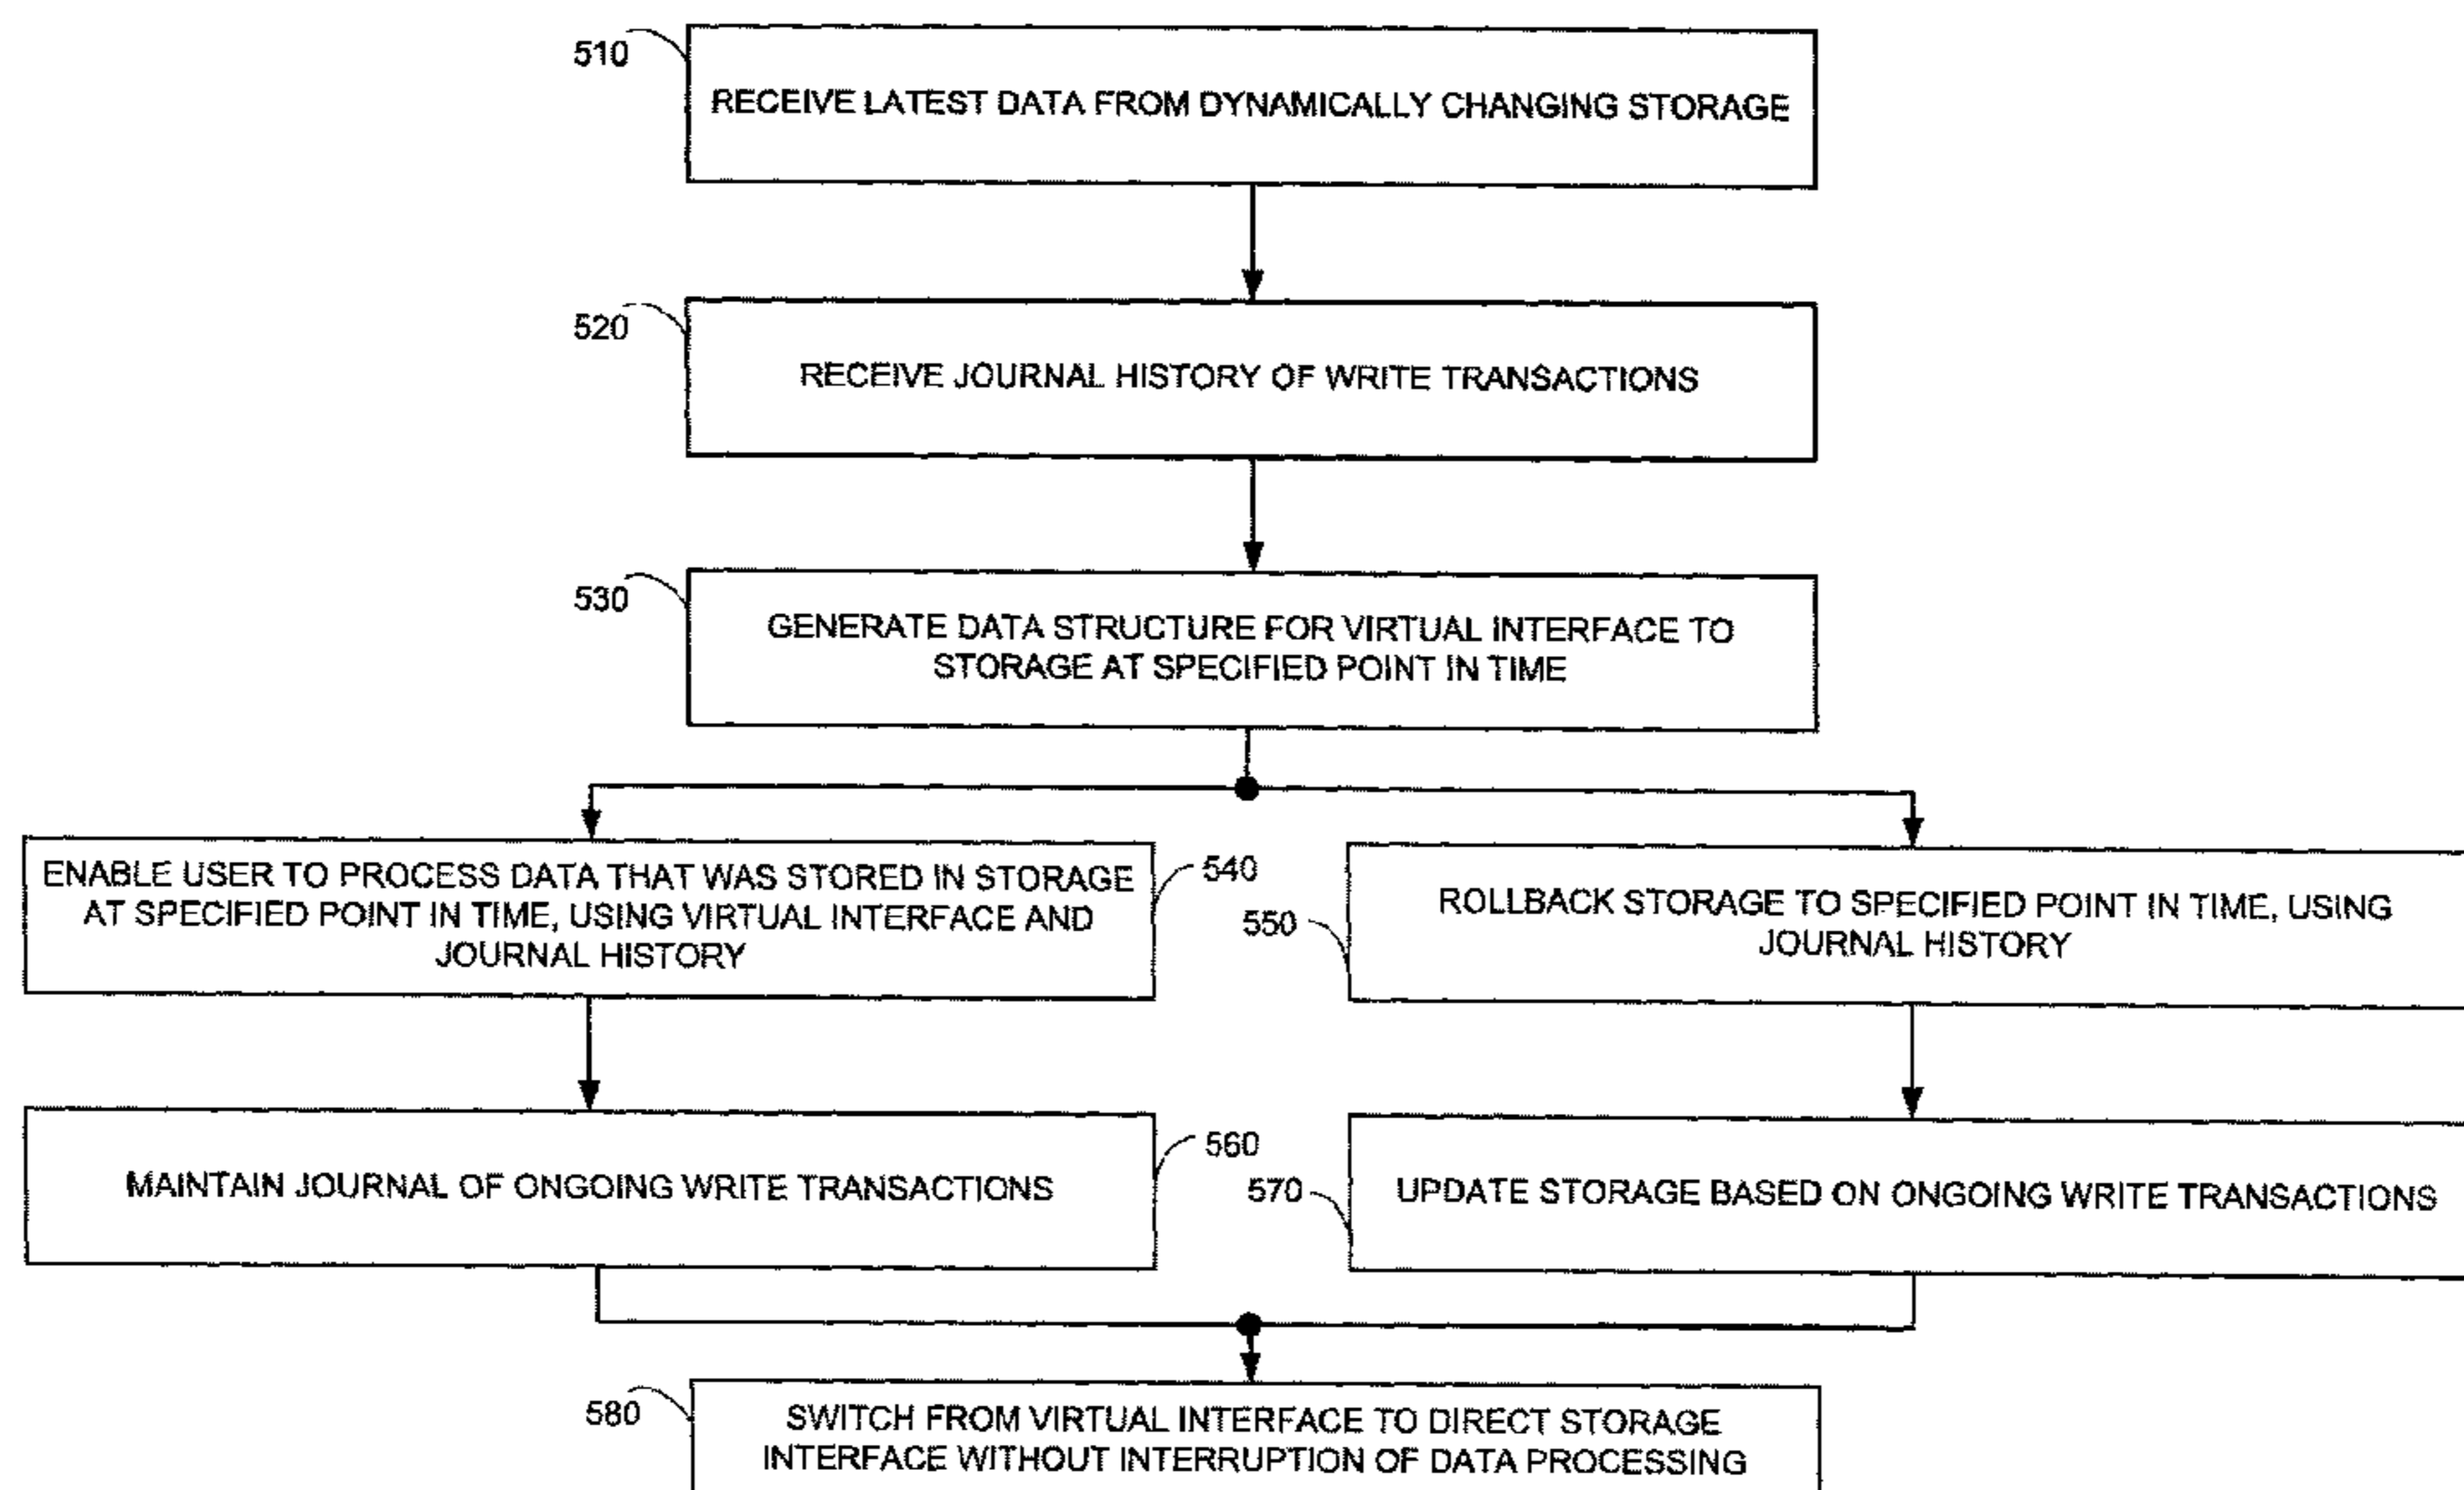 510
RECEIVE LATEST DATA FROM DYNAMICALLY CHANGING STORAGE
520
RECEIVE JOURNAL HISTORY OF WRITE TRANSACTIONS
530
GENERATE DATA STRUCTURE FOR VIRTUAL INTERFACE TO
STORAGE AT SPECIFIED POINT IN TIME
ENABLE USER TO PROCESS DATA THAT WAS STORED IN STORAGE
AT SPECIFIED POINT IN TIME, USING VIRTUAL INTERFACE AND
JOURNAL HISTORY
540
550
ROLLBACK STORAGE TO SPECIFIED POINT IN TIME, USING
JOURNAL HISTORY
MAINTAIN JOURNAL OF ONGOING WRITE TRANSACTIONS
560
570
UPDATE STORAGE BASED ON ONGOING WRITE TRANSACTIONS
580
SWITCH FROM VIRTUAL INTERFACE TO DIRECT STORAGE
INTERFACE WITHOUT INTERRUPTION OF DATA PROCESSING